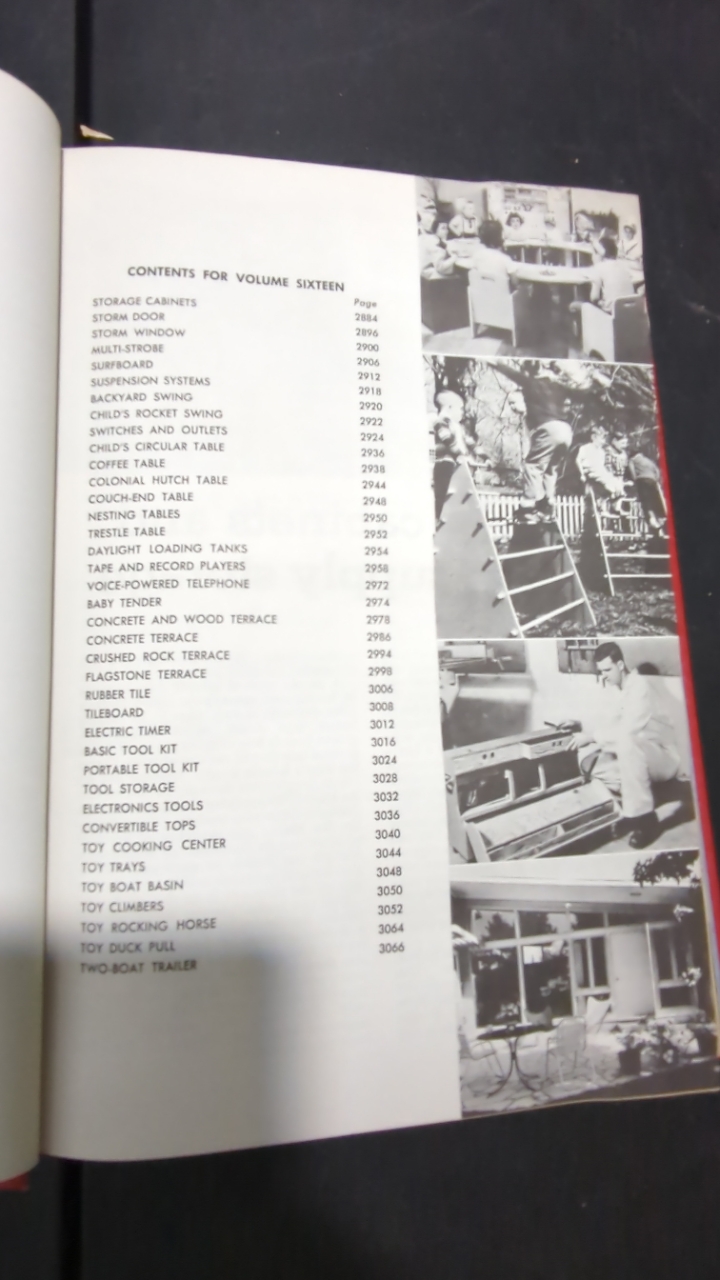 CONTENTS FOR VOLUME SIXTEEN
Page
STORAGE CABINETS 2884
STORM DOOR 2896
STORM WINDOW 2900
MULTI-STROBE 2906
SURFBOARD 2912
SUSPENSION SYSTEMS 2918
BACKYARD SWING 2920
CHILD'S ROCKET SWING 2922
SWITCHES AND OUTLETS 2924
CHILD'S CIRCULAR TABLE 2936
COFFEE TABLE 2938
COLONIAL HUTCH TABLE 2944
COUCH-END TABLE 2948
NESTING TABLES 2950
TRESTLE TABLE 2952
DAYLIGHT LOADING TANKS 2954
TAPE AND RECORD PLAYERS 2958
VOICE-POWERED TELEPHONE 2972
BABY TENDER 2974
CONCRETE AND WOOD TERRACE 2978
CONCRETE TERRACE 2986
CRUSHED ROCK TERRACE 2994
FLAGSTONE TERRACE 2998
RUBBER TILE 3006
TILEBOARD 3008
ELECTRIC TIMER 3012
BASIC TOOL KIT 3016
PORTABLE TOOL KIT 3024
TOOL STORAGE 3028
ELECTRONICS TOOLS 3032
CONVERTIBLE TOPS 3036
TOY COOKING CENTER 3040
TOY TRAYS 3044
TOY BOAT BASIN 3048
TOY CLIMBERS 3050
TOY ROCKING HORSE 3052
TOY DUCK PULL 3064
TWO-BOAT TRAILER 3066